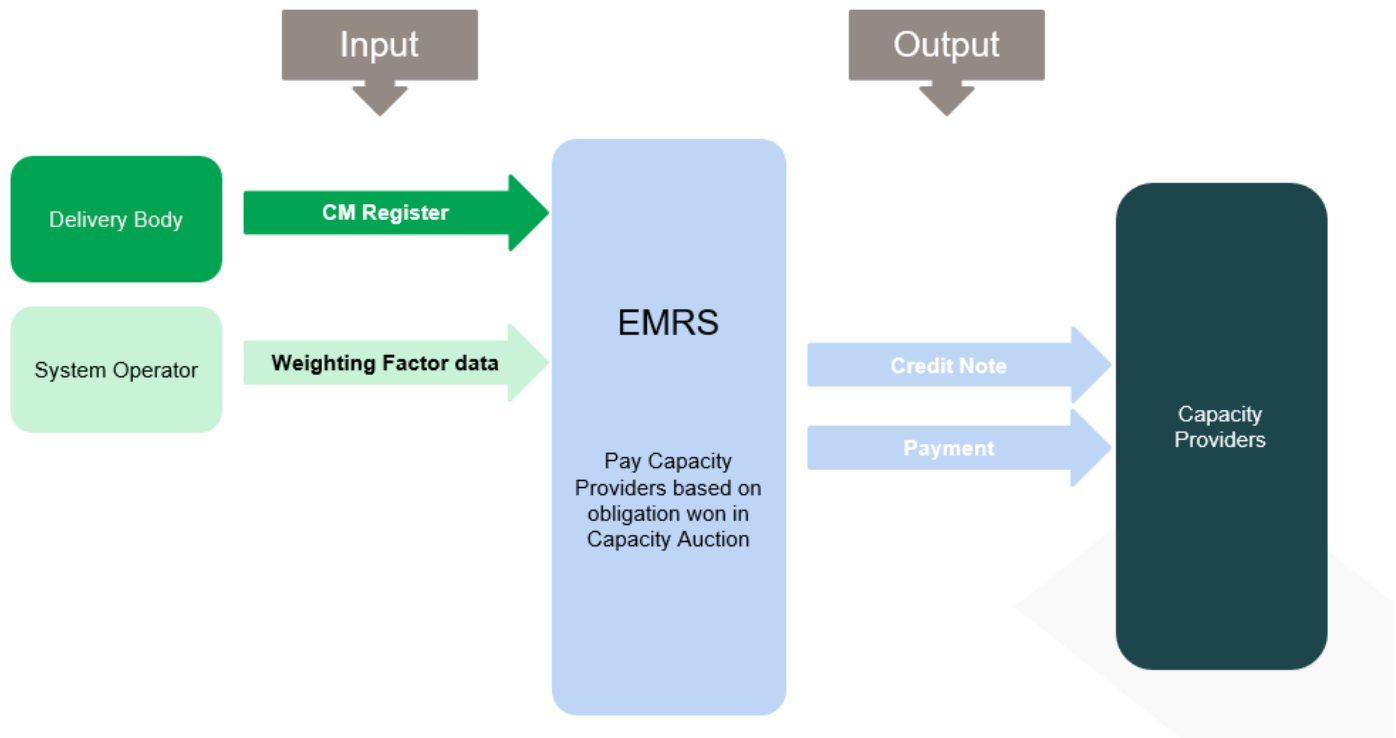 Input
Output
Delivery Body
CM Register
System Operator
Weighting Factor data
EMRS
Pay Capacity
Providers based on
obligation won in
Capacity Auction
Credit Note
Payment
Capacity
Providers